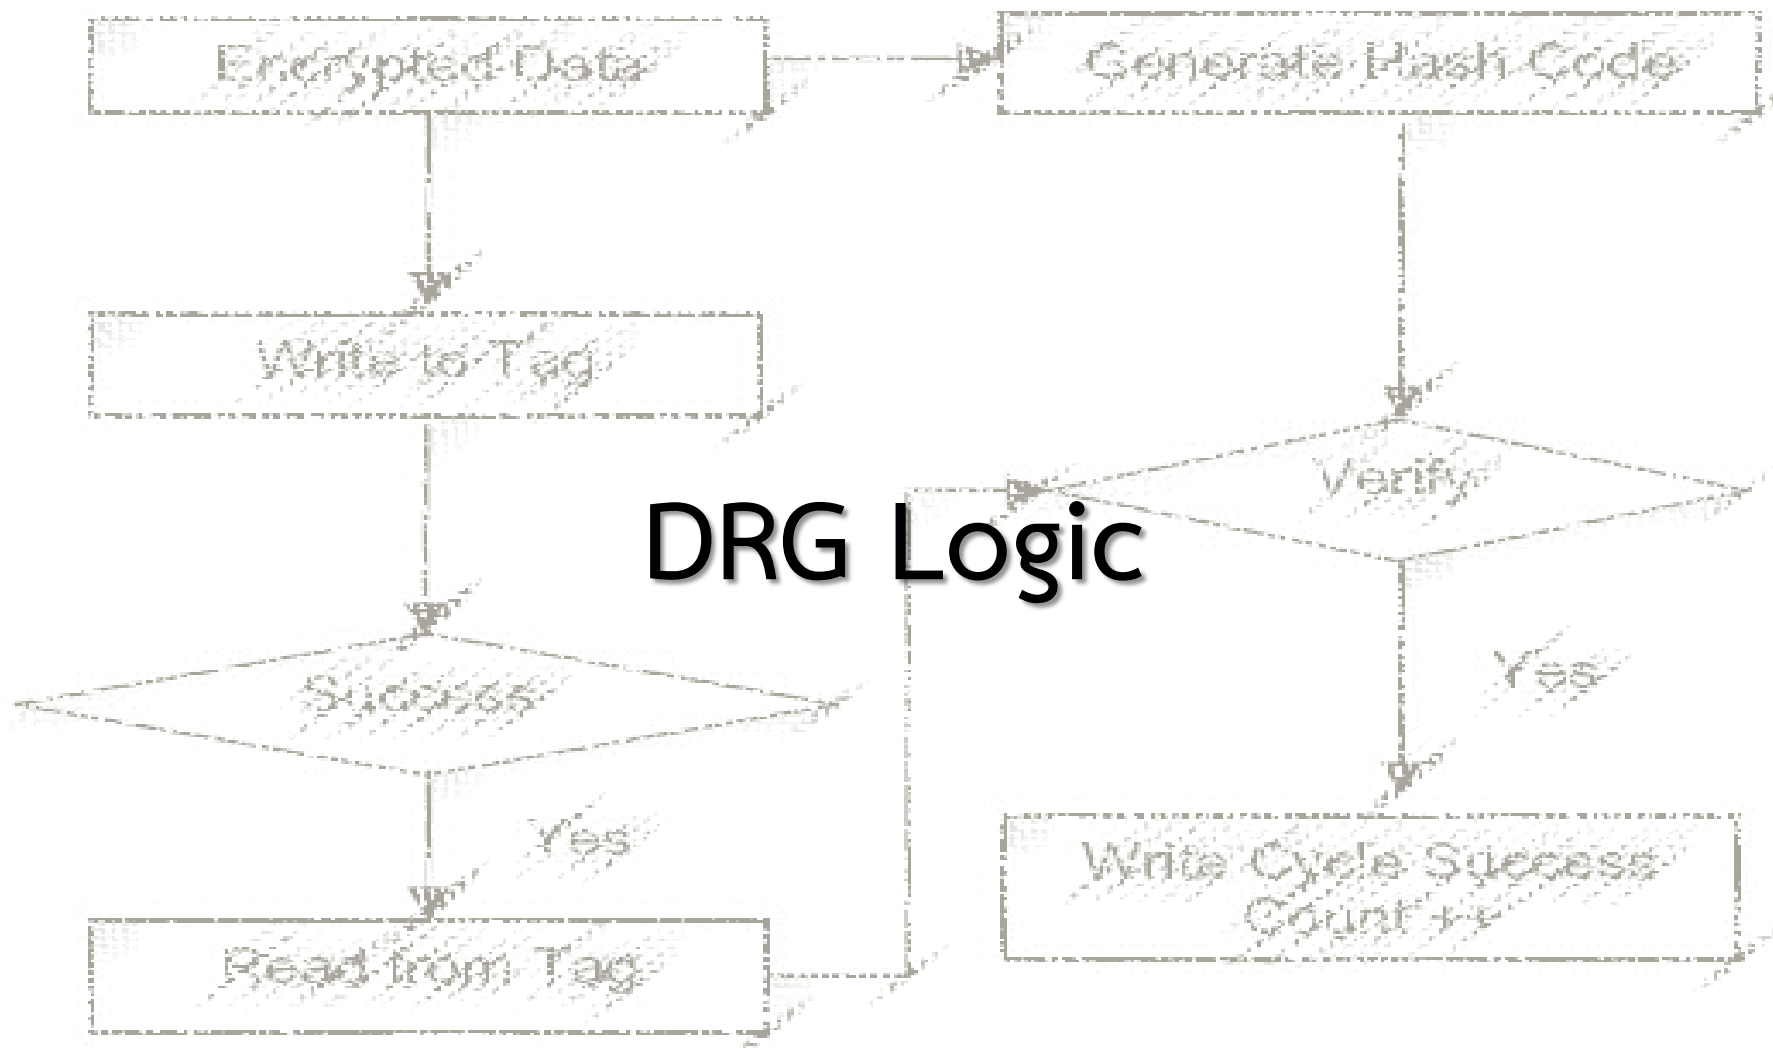 Encrypted Data
Generate Hash Code
Write to Tag
Verify
DRG Logic
Success
Yes
Yes
Write Cycle Success
Count ++
Read from Tag